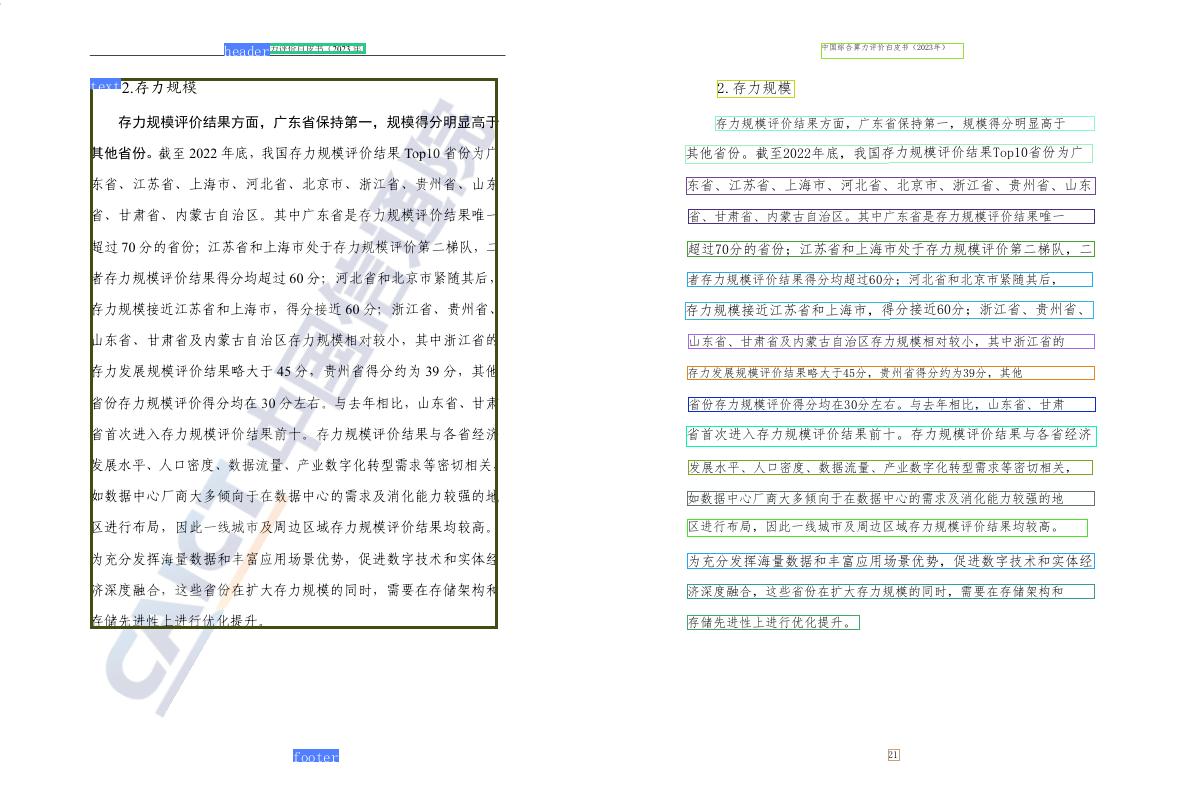 header 力评价白皮书（2023年）
text 2.存力规模
存力规模评价结果方面，广东省保持第一，规模得分明显高于
其他省份。截至 2022 年底，我国存力规模评价结果 Top10 省份为广
东省、江苏省、上海市、河北省、北京市、浙江省、贵州省、山东
省、甘肃省、内蒙古自治区。其中广东省是存力规模评价结果唯一
超过 70 分的省份；江苏省和上海市处于存力规模评价第二梯队，二
者存力规模评价结果得分均超过 60 分；河北省和北京市紧随其后，
存力规模接近江苏省和上海市，得分接近 60 分；浙江省、贵州省、
山东省、甘肃省及内蒙古自治区存力规模相对较小，其中浙江省的
存力发展规模评价结果略大于 45 分，贵州省得分约为 39 分，其他
省份存力规模评价得分均在 30 分左右。与去年相比，山东省、甘肃
省首次进入存力规模评价结果前十。存力规模评价结果与各省经济
发展水平、人口密度、数据流量、产业数字化转型需求等密切相关，
如数据中心厂商大多倾向于在数据中心的需求及消化能力较强的地
区进行布局，因此一线城市及周边区域存力规模评价结果均较高。
为充分发挥海量数据和丰富应用场景优势，促进数字技术和实体经
济深度融合，这些省份在扩大存力规模的同时，需要在存储架构和
存储先进性上进行优化提升。
CAICT 中国信通院
footer
中国综合算力评价白皮书（2023年）
2.存力规模
存力规模评价结果方面，广东省保持第一，规模得分明显高于
其他省份。截至2022年底，我国存力规模评价结果Top10省份为广
东省、江苏省、上海市、河北省、北京市、浙江省、贵州省、山东
省、甘肃省、内蒙古自治区。其中广东省是存力规模评价结果唯一
超过70分的省份；江苏省和上海市处于存力规模评价第二梯队，二
者存力规模评价结果得分均超过60分；河北省和北京市紧随其后，
存力规模接近江苏省和上海市，得分接近60分；浙江省、贵州省、
山东省、甘肃省及内蒙古自治区存力规模相对较小，其中浙江省的
存力发展规模评价结果略大于45分，贵州省得分约为39分，其他
省份存力规模评价得分均在30分左右。与去年相比，山东省、甘肃
省首次进入存力规模评价结果前十。存力规模评价结果与各省经济
发展水平、人口密度、数据流量、产业数字化转型需求等密切相关，
如数据中心厂商大多倾向于在数据中心的需求及消化能力较强的地
区进行布局，因此一线城市及周边区域存力规模评价结果均较高。
为充分发挥海量数据和丰富应用场景优势，促进数字技术和实体经
济深度融合，这些省份在扩大存力规模的同时，需要在存储架构和
存储先进性上进行优化提升。
21